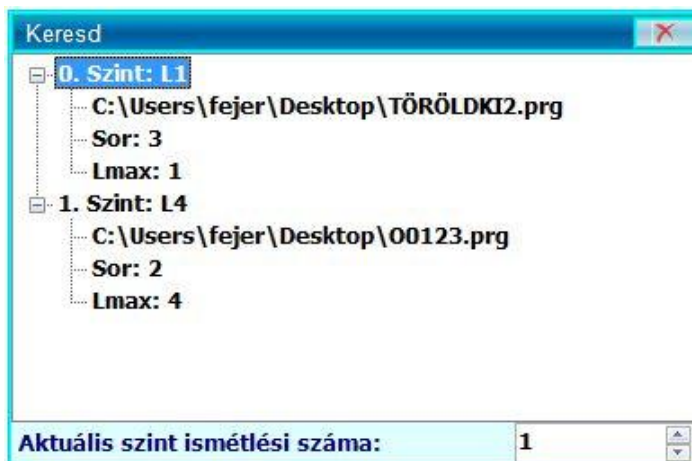 Keresd
0. Szint: L1
C:\Users\fejer\Desktop\TÖRÖLDKI2.prg
Sor: 3
Lmax: 1
1. Szint: L4
C:\Users\fejer\Desktop\O0123.prg
Sor: 2
Lmax: 4
Aktuális szint ismétlési száma: 1